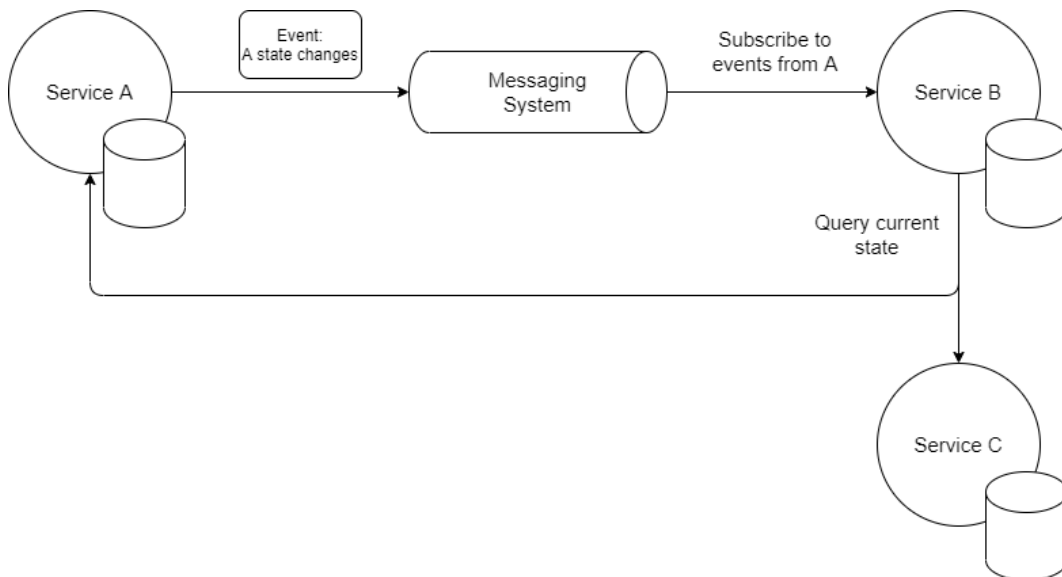 Service A
Event:
A state changes
Messaging
System
Subscribe to
events from A
Service B
Query current
state
Service C